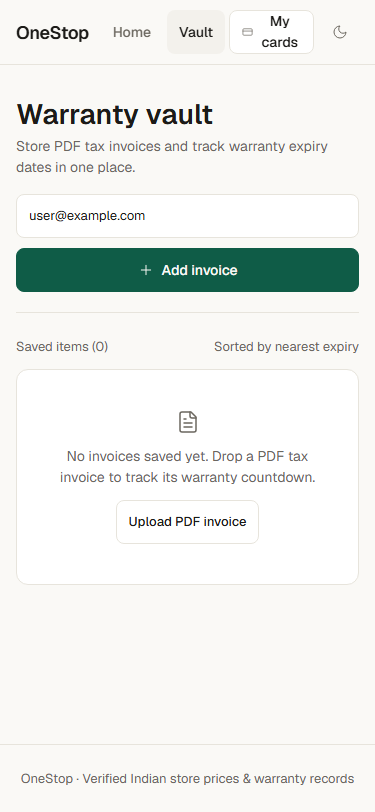 OneStop
Home
Vault
My
cards
Warranty vault
Store PDF tax invoices and track warranty expiry
dates in one place.
user@example.com
Add invoice
Saved items (0)
Sorted by nearest expiry
No invoices saved yet. Drop a PDF tax
invoice to track its warranty countdown.
Upload PDF invoice
OneStop · Verified Indian store prices & warranty records